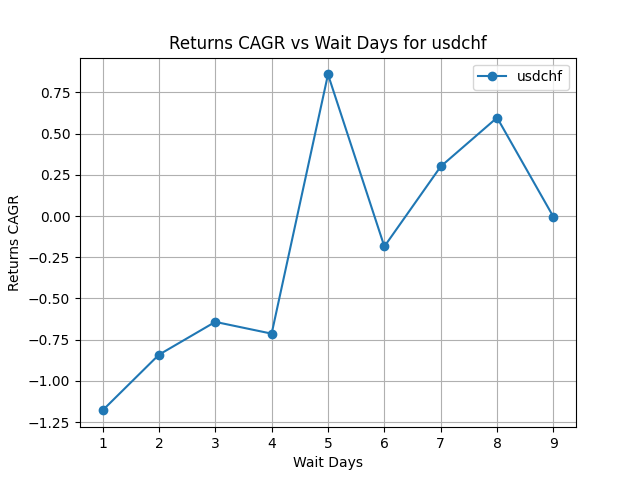 Returns CAGR vs Wait Days for usdchf
usdchf
Returns CAGR
0.75
0.50
0.25
0.00
−0.25
−0.50
−0.75
−1.00
−1.25
1 2 3 4 5 6 7 8 9
Wait Days